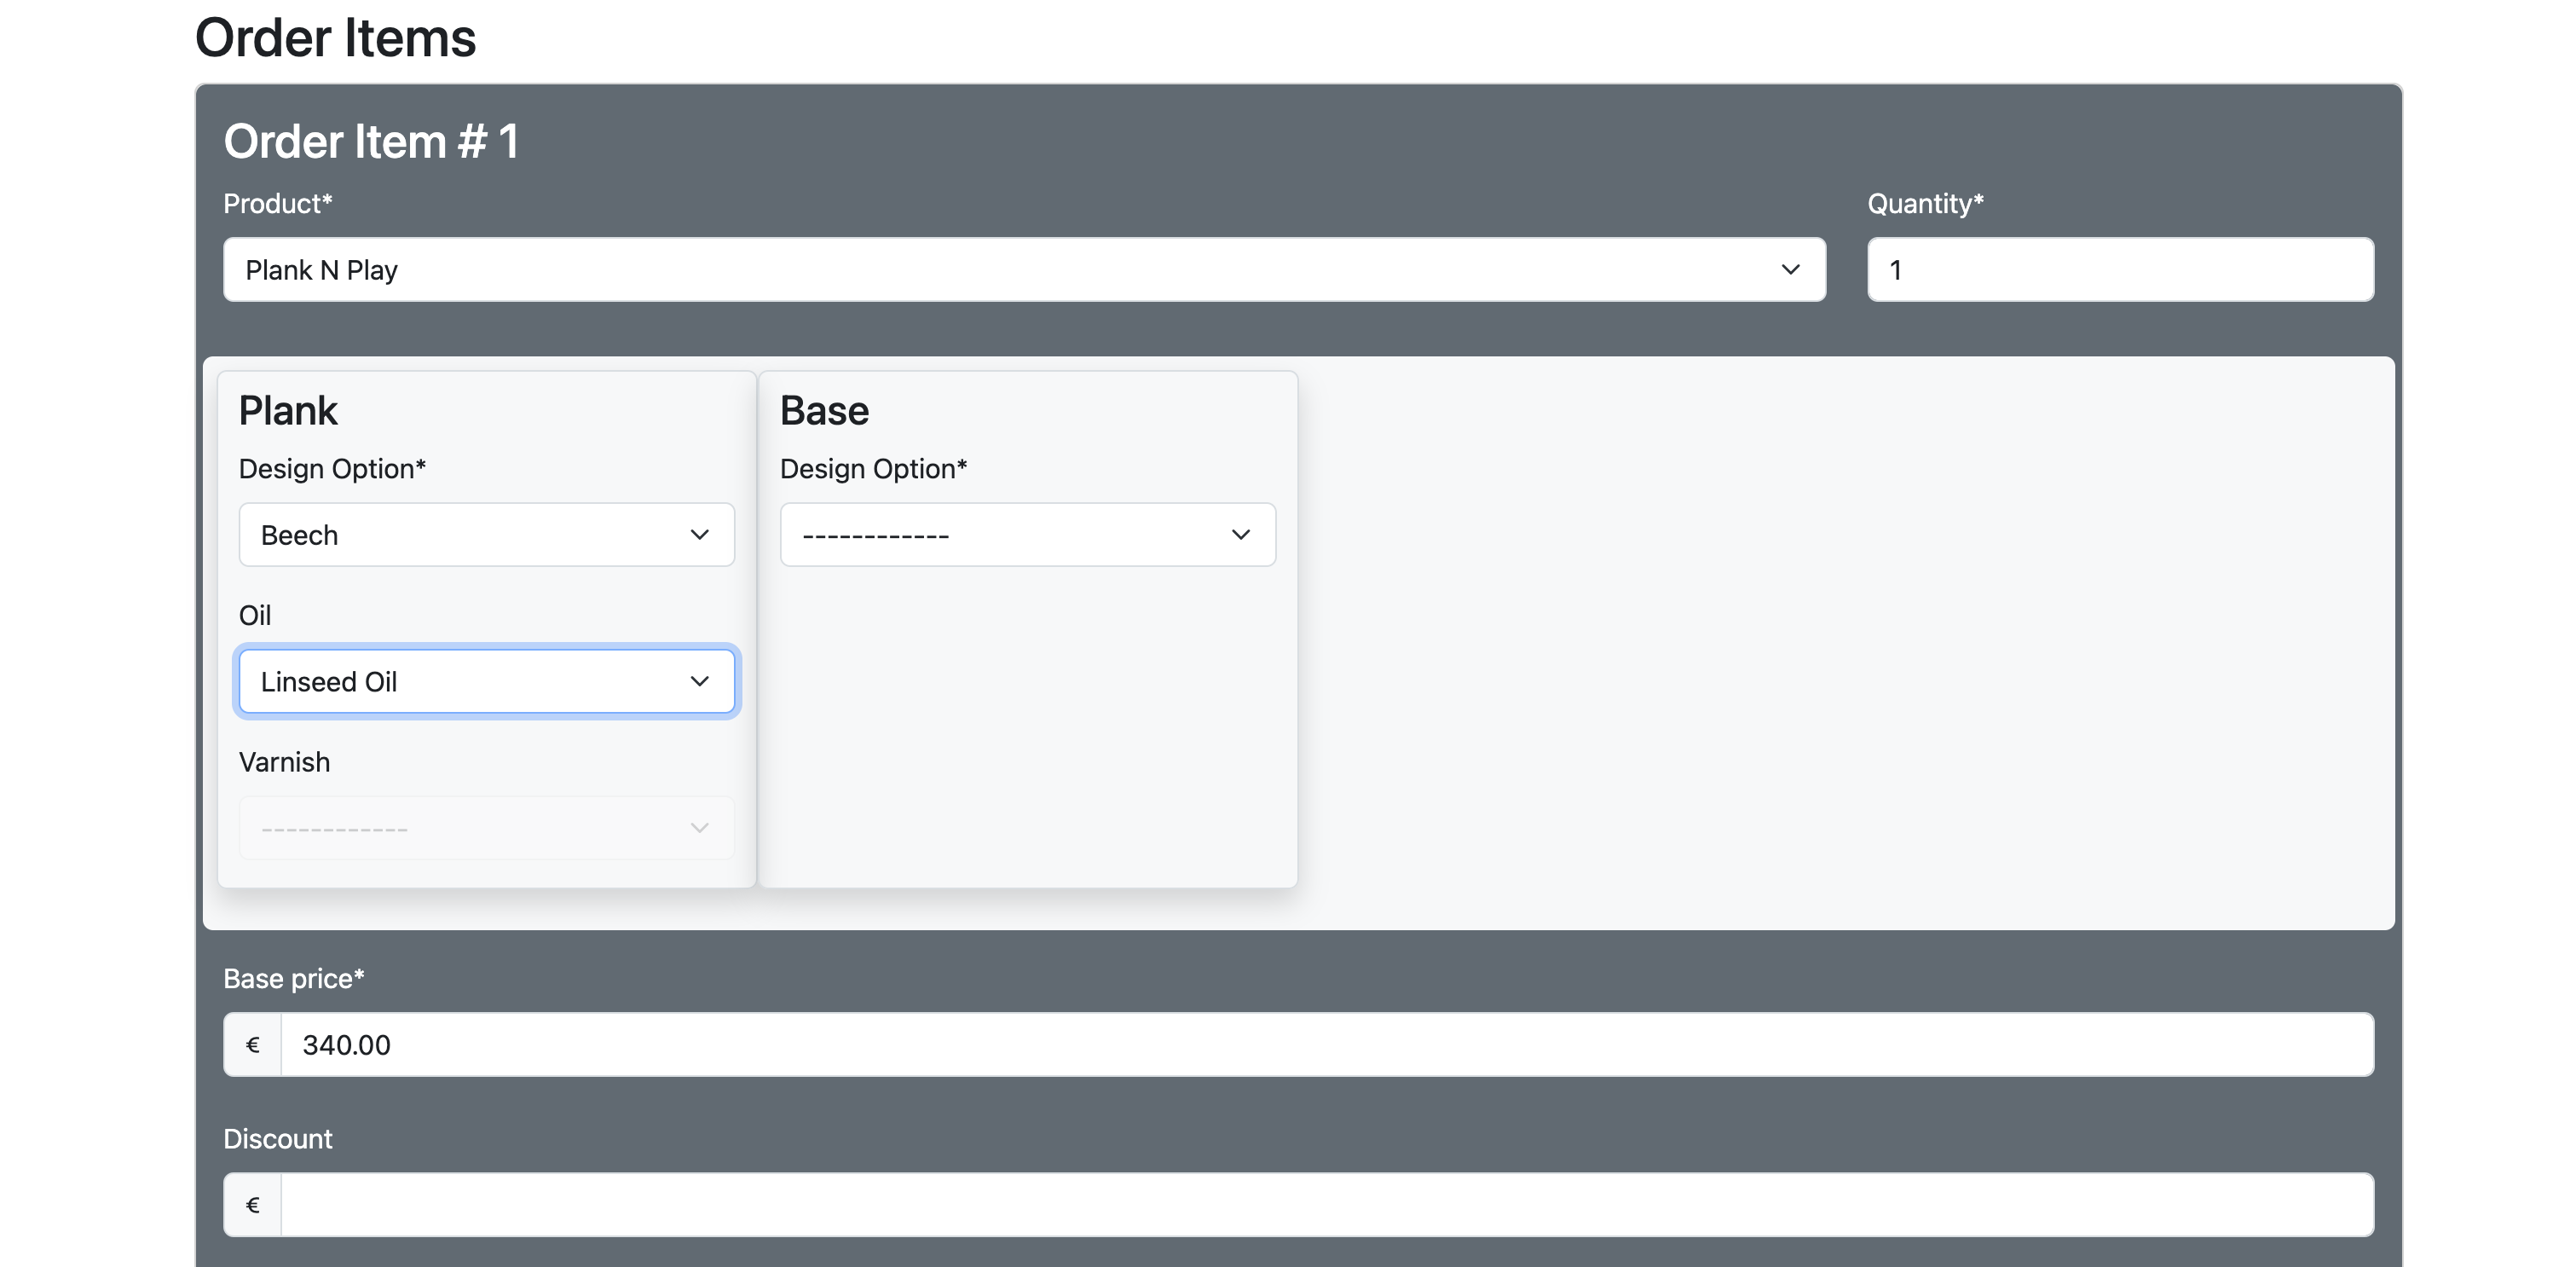 Order Items
Order Item # 1
Product* Quantity*
Plank N Play 1
Plank Base
Design Option* Design Option*
Beech ------------
Oil
Linseed Oil
Varnish
------------
Base price*
€ 340.00
Discount
€